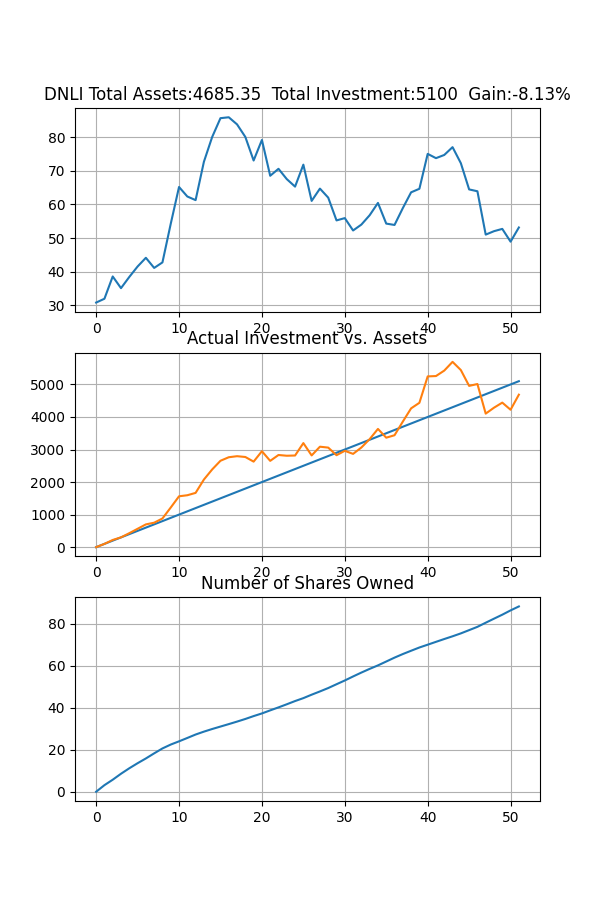 DNLI Total Assets:4685.35  Total Investment:5100  Gain:-8.13%
80
70
60
50
40
30
0 10 20 30 40 50
Actual Investment vs. Assets
5000
4000
3000
2000
1000
0
0 10 20 30 40 50
Number of Shares Owned
80
60
40
20
0
0 10 20 30 40 50